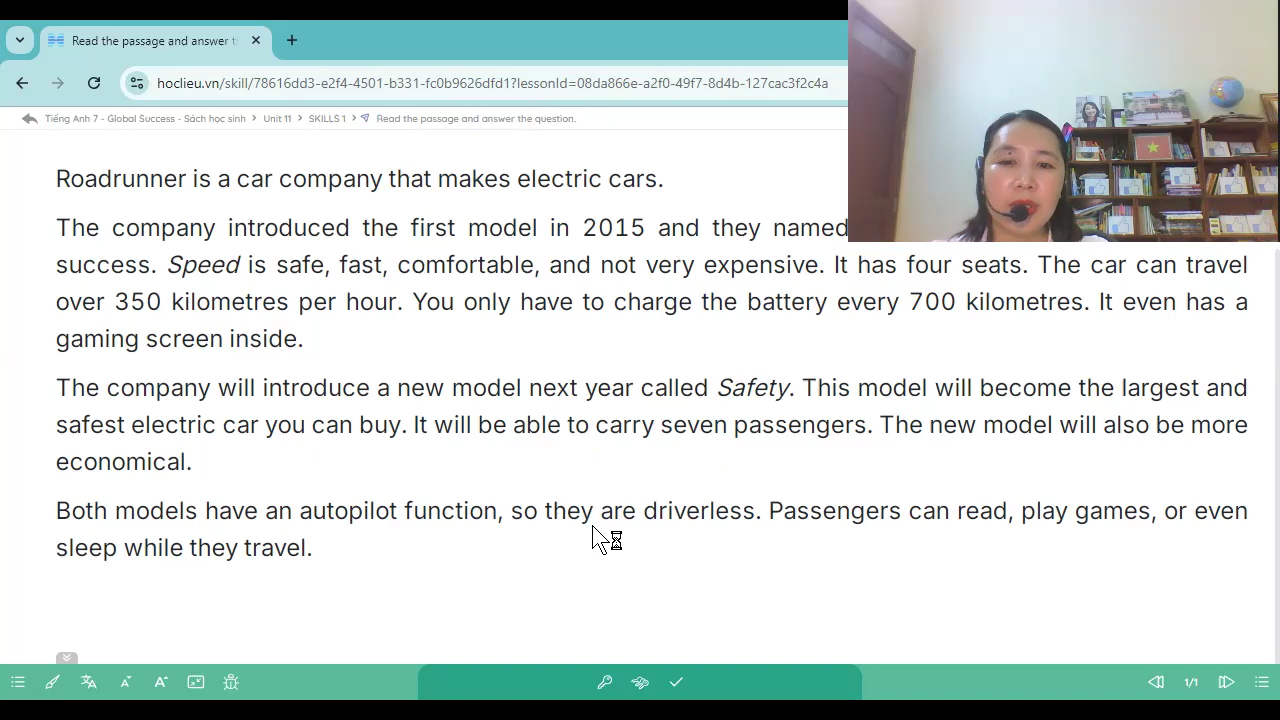 Read the passage and answer t
hoclieu.vn/skill/78616dd3-e2f4-4501-b331-fc0b9626dfd1?lessonId=08da866e-a2f0-49f7-8d4b-127cac3f2c4a
Tiếng Anh 7 - Global Success - Sách học sinh > Unit 11 > SKILLS 1 > Read the passage and answer the question.
Roadrunner is a car company that makes electric cars.
The company introduced the first model in 2015 and they named
success. Speed is safe, fast, comfortable, and not very expensive. It has four seats. The car can travel
over 350 kilometres per hour. You only have to charge the battery every 700 kilometres. It even has a
gaming screen inside.
The company will introduce a new model next year called Safety. This model will become the largest and
safest electric car you can buy. It will be able to carry seven passengers. The new model will also be more
economical.
Both models have an autopilot function, so they are driverless. Passengers can read, play games, or even
sleep while they travel.
1/1